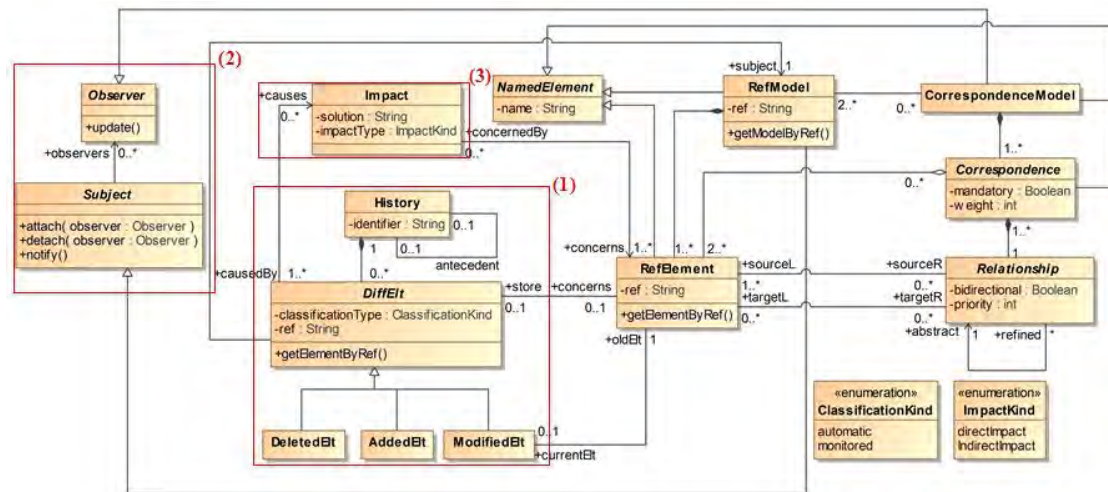 (2)
Observer
+update()
+observers
0..*
Subject
+attach( observer : Observer )
+detach( observer : Observer )
+notify()
(3)
+causes
0..*
Impact
-solution : String
-impactType : ImpactKind
+concernedBy
0..*
NamedElement
-name : String
+subject
1
RefModel
-ref : String
+getModelByRef()
2..*
0..*
CorrespondenceModel
1..*
Correspondence
-mandatory : Boolean
-weight : int
0..*
1..*
1
(1)
History
-identifier : String
0..1
0..1
antecedent
1
0..*
+causedBy
1..*
DiffElt
-classificationType : ClassificationKind
-ref : String
+getElementByRef()
+store
0..1
+concerns
0..1
+concerns
1..*
1..*
2..*
RefElement
-ref : String
+getElementByRef()
+oldElt
1
+sourceL
1..*
+targetL
0..*
+sourceR
0..*
+targetR
0..*
Relationship
-bidirectional : Boolean
-priority : int
+abstract
1
+refined
*
DeletedElt
AddedElt
ModifiedElt
0..1
+currentElt
«enumeration»
ClassificationKind
automatic
monitored
«enumeration»
ImpactKind
directImpact
IndirectImpact